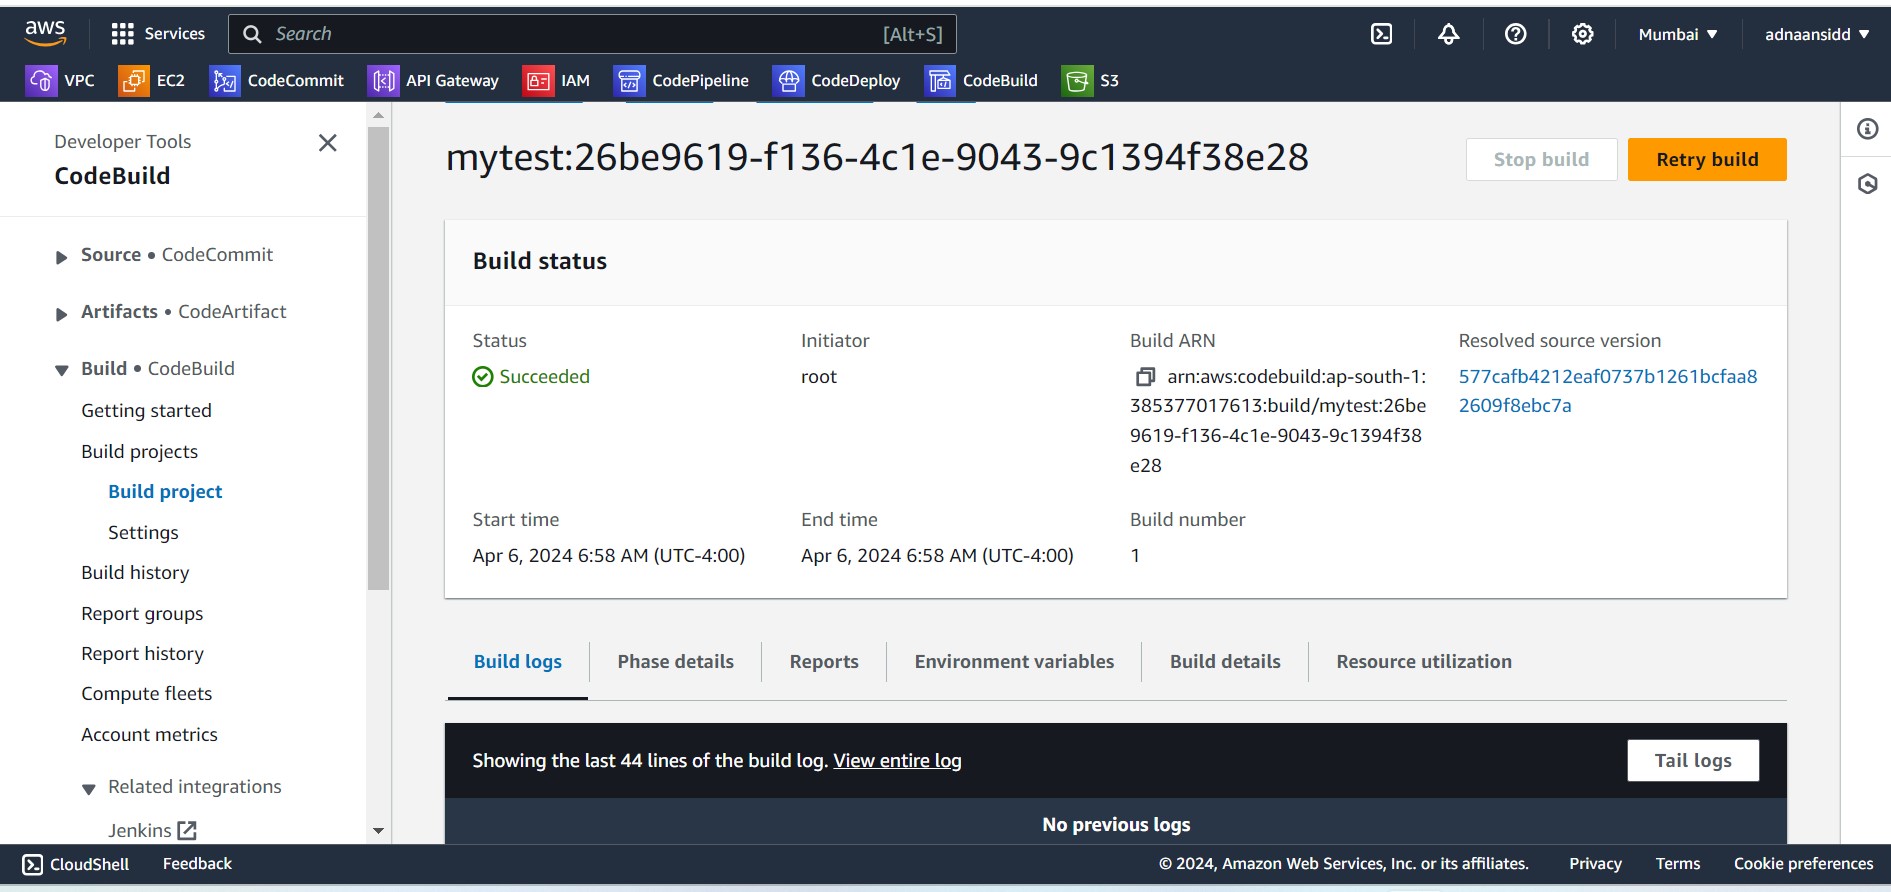 aws
Services
Search
[Alt+S]
Mumbai
adnaansidd
VPC
EC2
CodeCommit
API Gateway
IAM
CodePipeline
CodeDeploy
CodeBuild
S3
Developer Tools
CodeBuild
Source • CodeCommit
Artifacts • CodeArtifact
Build • CodeBuild
Getting started
Build projects
Build project
Settings
Build history
Report groups
Report history
Compute fleets
Account metrics
Related integrations
Jenkins
mytest:26be9619-f136-4c1e-9043-9c1394f38e28
Stop build
Retry build
Build status
Status
Succeeded
Initiator
root
Build ARN
arn:aws:codebuild:ap-south-1:
385377017613:build/mytest:26be
9619-f136-4c1e-9043-9c1394f38
e28
Resolved source version
577cafb4212eaf0737b1261bcfaa8
2609f8ebc7a
Start time
Apr 6, 2024 6:58 AM (UTC-4:00)
End time
Apr 6, 2024 6:58 AM (UTC-4:00)
Build number
1
Build logs
Phase details
Reports
Environment variables
Build details
Resource utilization
Showing the last 44 lines of the build log. View entire log
Tail logs
No previous logs
CloudShell
Feedback
© 2024, Amazon Web Services, Inc. or its affiliates.
Privacy
Terms
Cookie preferences